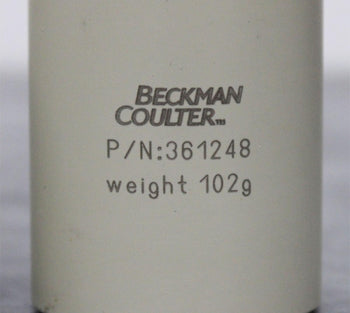 BECKMAN
COULTER™
P/N:361248
weight 102g